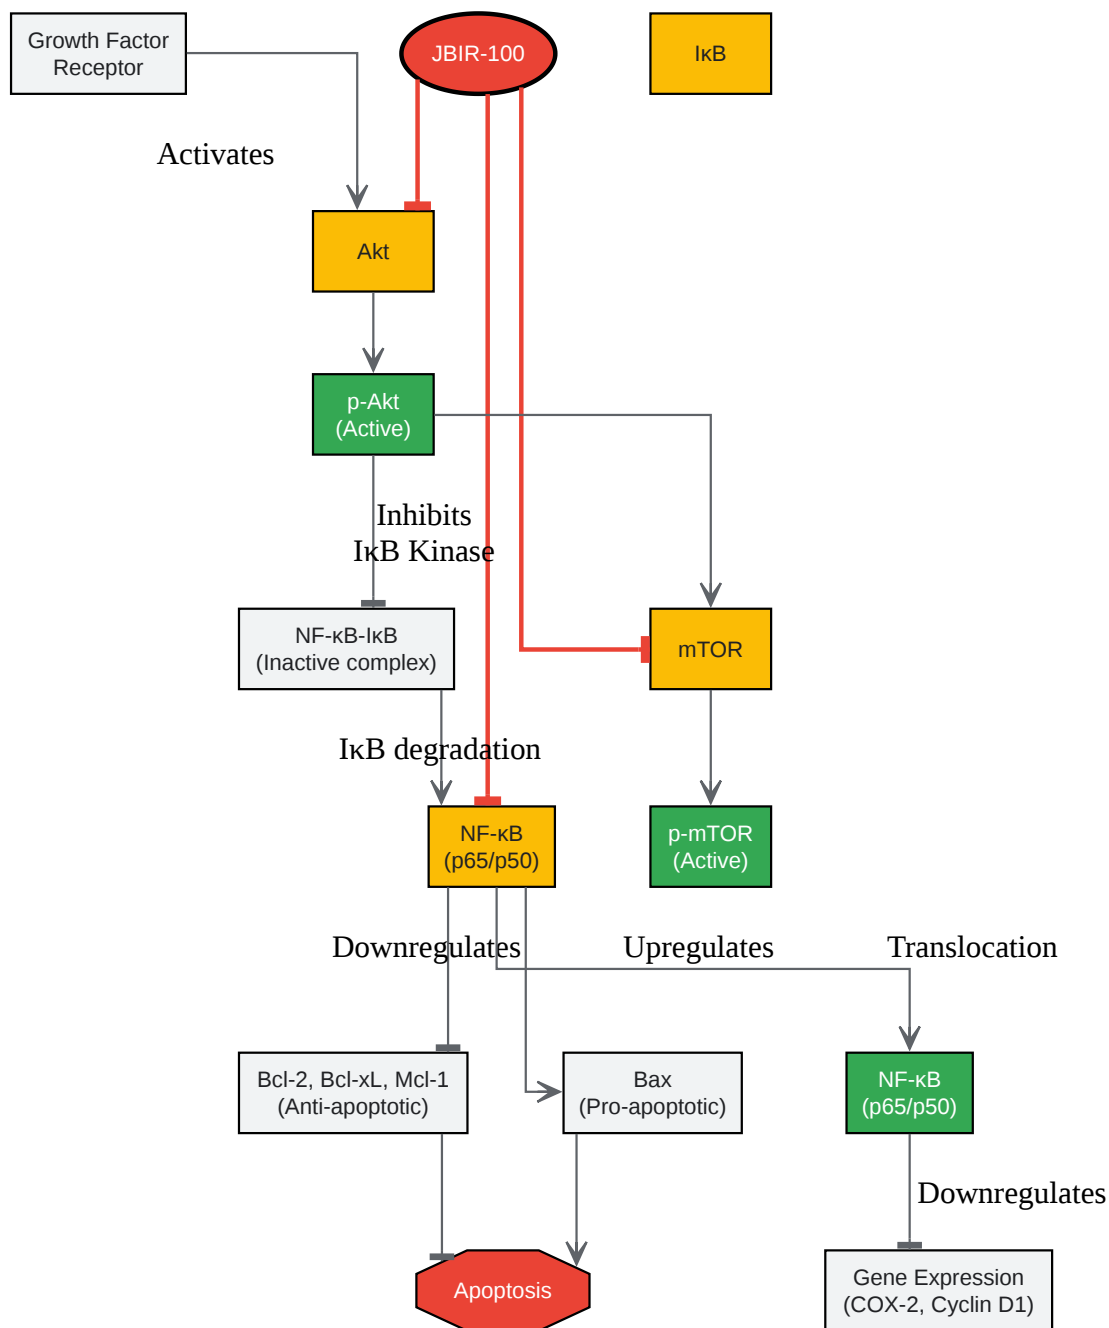 Growth Factor
Receptor
JBIR-100
IκB
Activates
Akt
p-Akt
(Active)
Inhibits
IκB Kinase
NF-κB-IκB
(Inactive complex)
mTOR
IκB degradation
NF-κB
(p65/p50)
p-mTOR
(Active)
Downregulates
Upregulates
Translocation
Bcl-2, Bcl-xL, Mcl-1
(Anti-apoptotic)
Bax
(Pro-apoptotic)
NF-κB
(p65/p50)
Downregulates
Apoptosis
Gene Expression
(COX-2, Cyclin D1)